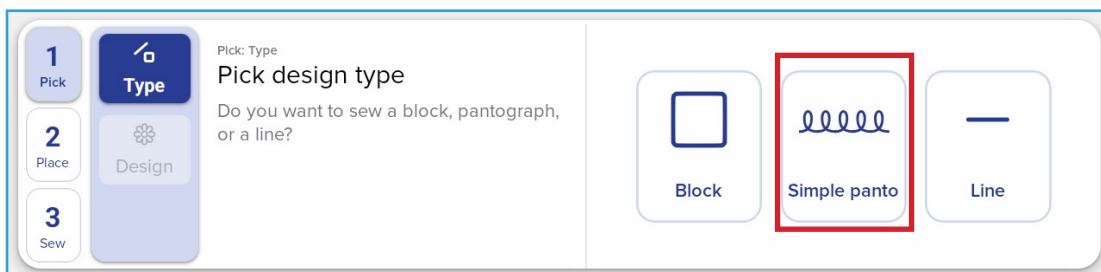 1
Pick
2
Place
3
Sew
Type
Design
Pick: Type
Pick design type
Do you want to sew a block, pantograph,
or a line?
Block
Simple panto
Line